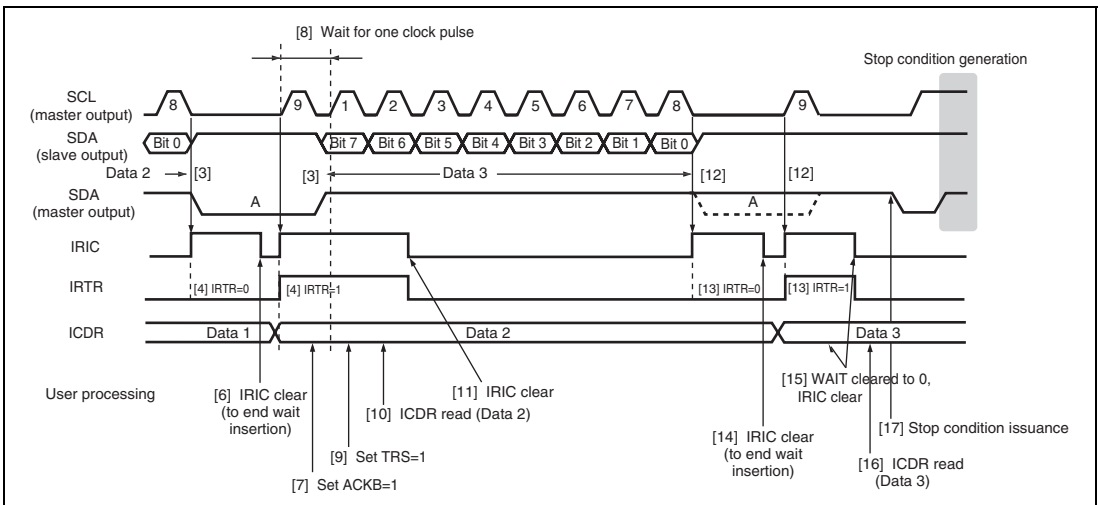 [8] Wait for one clock pulse
Stop condition generation
SCL
(master output)
8 9 1 2 3 4 5 6 7 8 9
SDA
(slave output)
Bit 0 Bit 7 Bit 6 Bit 5 Bit 4 Bit 3 Bit 2 Bit 1 Bit 0
Data 2 [3] [3] Data 3 [12] [12]
SDA
(master output)
A A
IRIC
IRTR
[4] IRTR=0 [4] IRTR=1 [13] IRTR=0 [13] IRTR=1
ICDR
Data 1 Data 2 Data 3
User processing
[6] IRIC clear
(to end wait
insertion)
[7] Set ACKB=1
[9] Set TRS=1
[10] ICDR read (Data 2)
[11] IRIC clear
[14] IRIC clear
(to end wait
insertion)
[15] WAIT cleared to 0,
IRIC clear
[16] ICDR read
(Data 3)
[17] Stop condition issuance